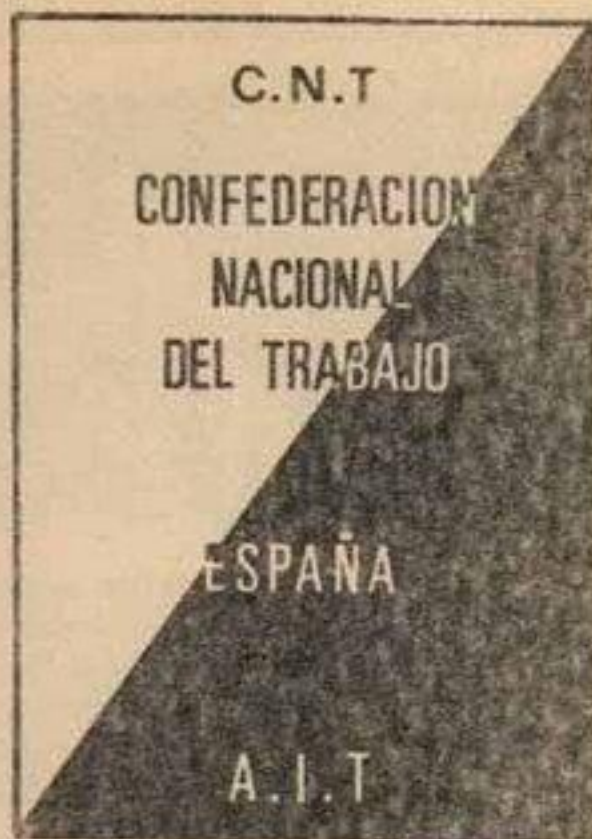 C.N.T
CONFEDERACION
NACIONAL
DEL TRABAJO
ESPAÑA
A.I.T